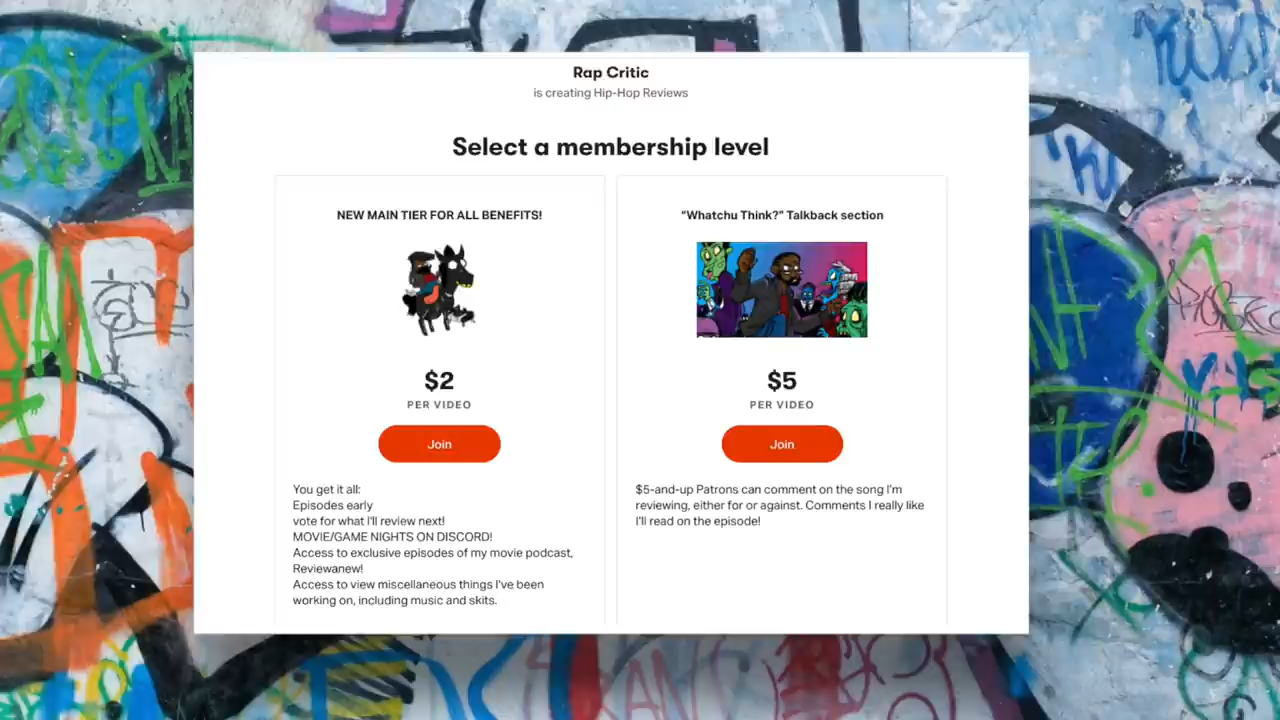 Rap Critic
is creating Hip-Hop Reviews
Select a membership level
NEW MAIN TIER FOR ALL BENEFITS!
$2
PER VIDEO
Join
You get it all:
Episodes early
vote for what I'll review next!
MOVIE/GAME NIGHTS ON DISCORD!
Access to exclusive episodes of my movie podcast,
Reviewanew!
Access to view miscellaneous things I've been
working on, including music and skits.
"Whatchu Think?" Talkback section
$5
PER VIDEO
Join
$5-and-up Patrons can comment on the song I'm
reviewing, either for or against. Comments I really like
I'll read on the episode!